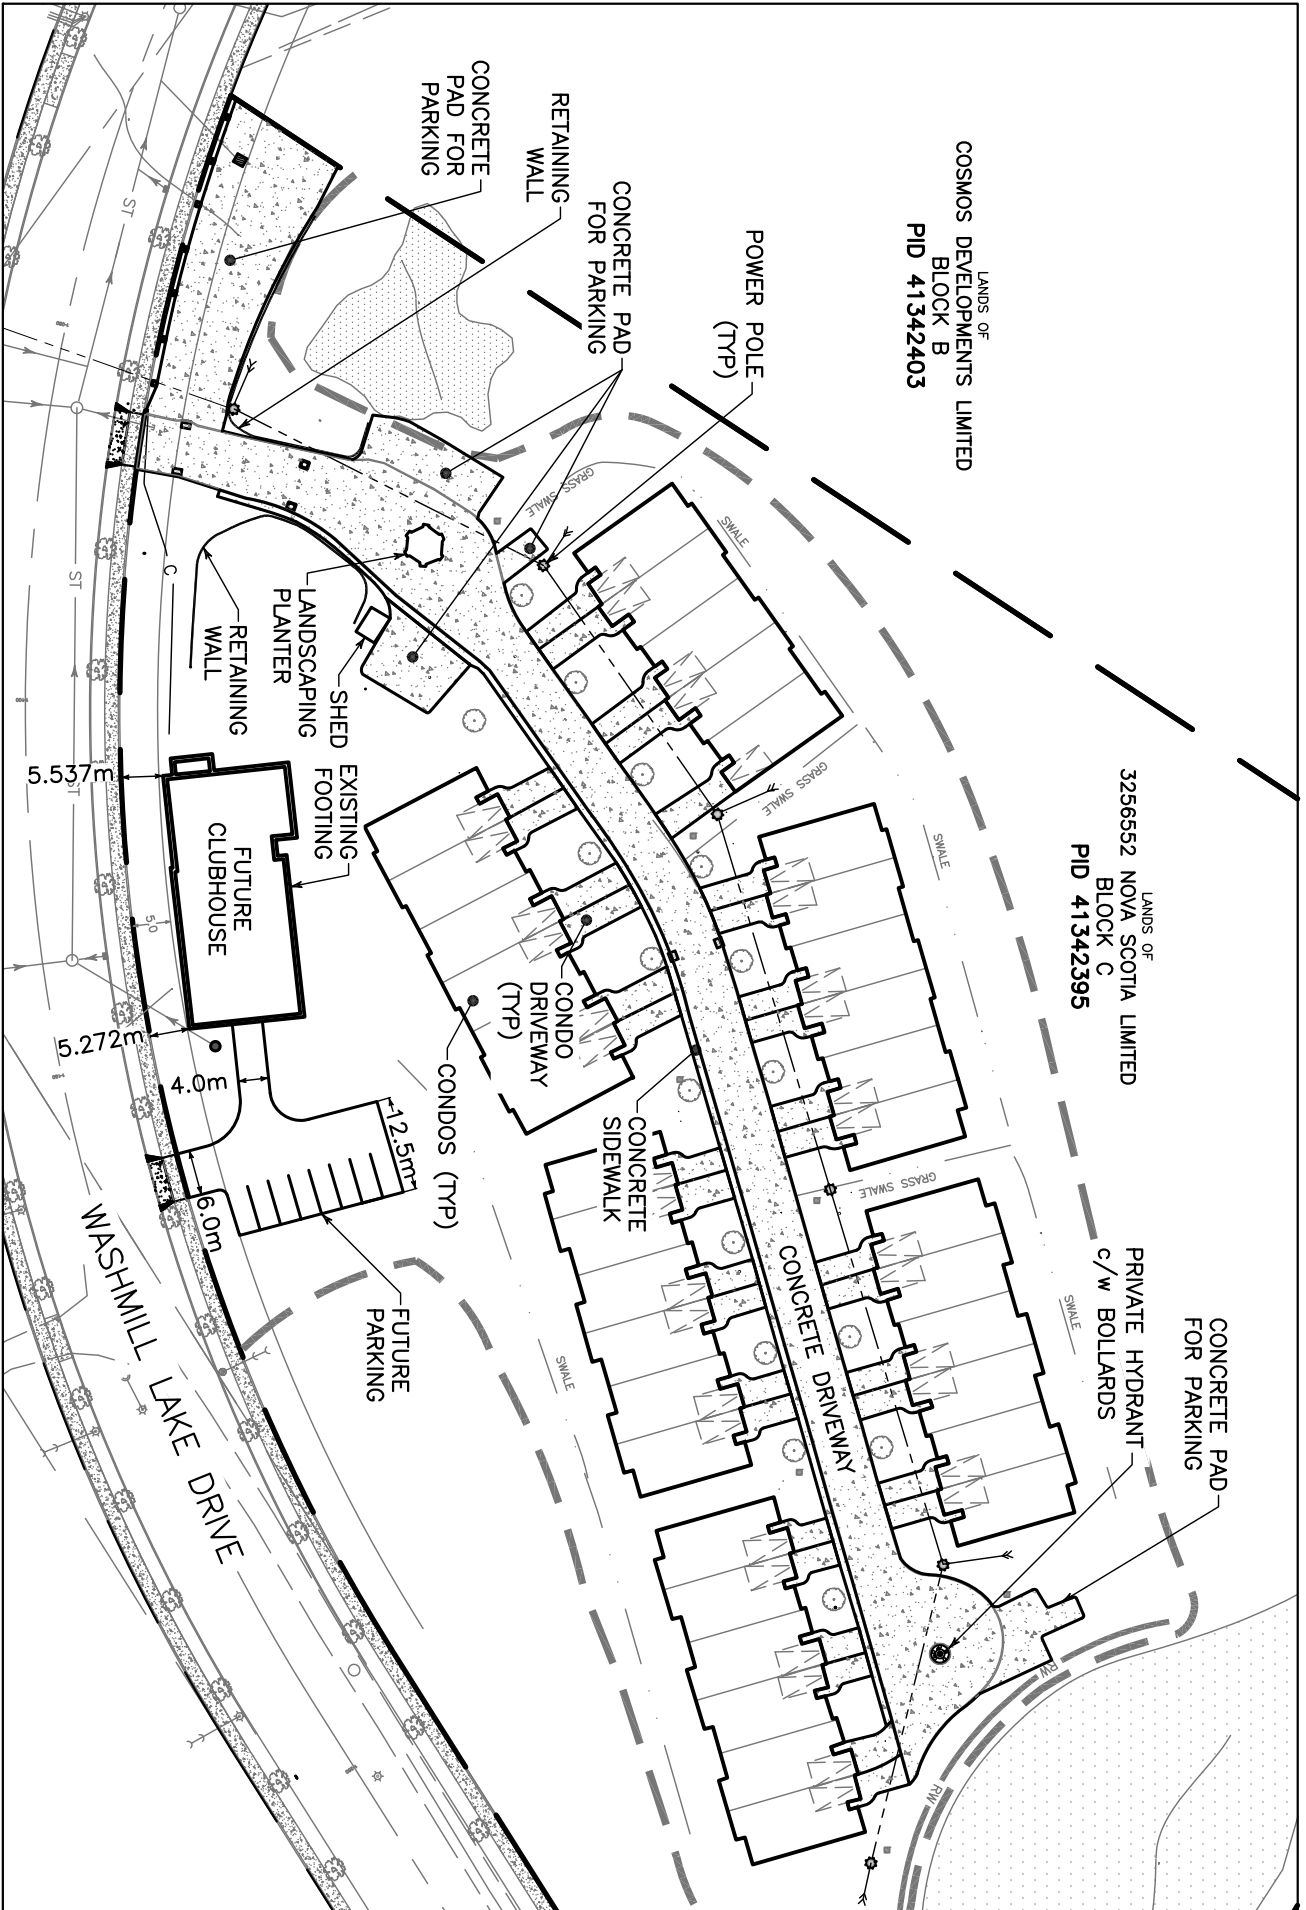 LANDS OF
COSMOS DEVELOPMENTS LIMITED
BLOCK B
PID 41342403
LANDS OF
3256552 NOVA SCOTIA LIMITED
BLOCK C
PID 41342395
CONCRETE
PAD FOR
PARKING
RETAINING
WALL
CONCRETE PAD
FOR PARKING
POWER POLE
(TYP)
CONCRETE PAD
FOR PARKING
PRIVATE HYDRANT
c/w BOLLARDS
GRASS SWALE
SWALE
GRASS SWALE
SWALE
GRASS SWALE
SWALE
SWALE
RW
RW
CONCRETE DRIVEWAY
CONCRETE
SIDEWALK
CONDO
DRIVEWAY
(TYP)
CONDOS (TYP)
LANDSCAPING
PLANTER
SHED
RETAINING
WALL
EXISTING
FOOTING
FUTURE
CLUBHOUSE
FUTURE
PARKING
5.537m
5.272m
4.0m
12.5m
6.0m
5.0
C
ST
ST
WASHMILL LAKE DRIVE